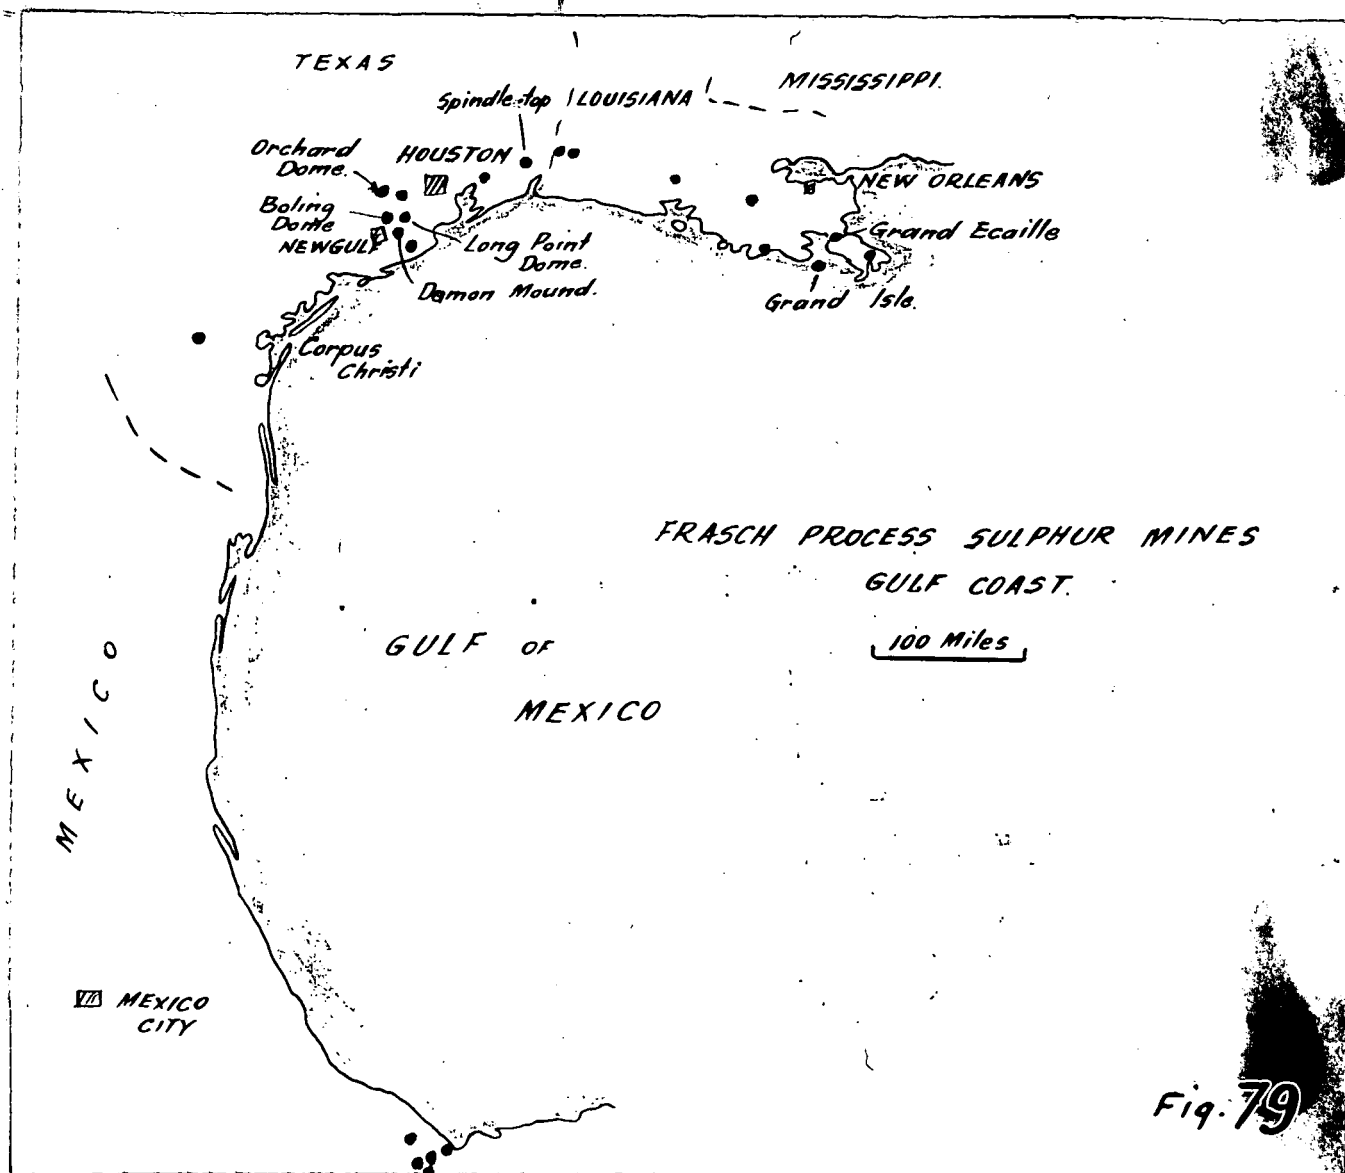 TEXAS
MISSISSIPPI.
Spindle-top
LOUISIANA
Orchard
Dome.
HOUSTON
NEW ORLEANS
Boling
Dome
NEWGULF
Long Point
Dome.
Grand Ecaille
Damon Mound.
Grand Isle.
Corpus
Christi
FRASCH PROCESS SULPHUR MINES
GULF COAST.
100 Miles
GULF OF
MEXICO
MEXICO
MEXICO
CITY
Fig. 79